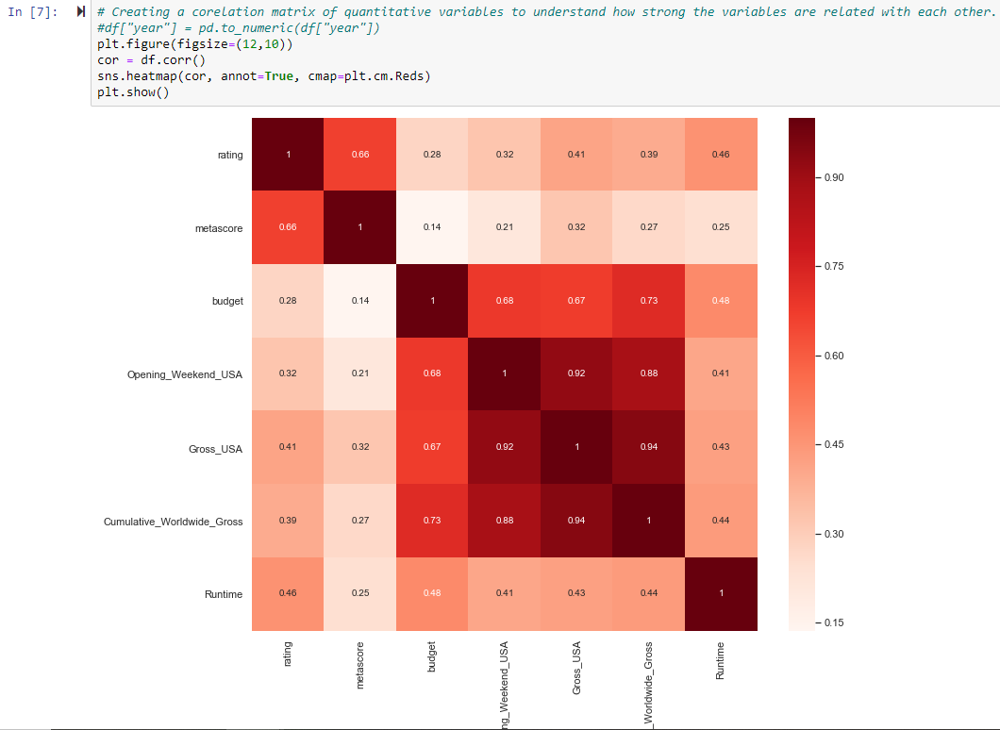 In [7]:
# Creating a corelation matrix of quantitative variables to understand how strong the variables are related with each other.
#df["year"] = pd.to_numeric(df["year"])
plt.figure(figsize=(12,10))
cor = df.corr()
sns.heatmap(cor, annot=True, cmap=plt.cm.Reds)
plt.show()
rating 1 0.66 0.28 0.32 0.41 0.39 0.46
metascore 0.66 1 0.14 0.21 0.32 0.27 0.25
budget 0.28 0.14 1 0.68 0.67 0.73 0.48
Opening_Weekend_USA 0.32 0.21 0.68 1 0.92 0.88 0.41
Gross_USA 0.41 0.32 0.67 0.92 1 0.94 0.43
Cumulative_Worldwide_Gross 0.39 0.27 0.73 0.88 0.94 1 0.44
Runtime 0.46 0.25 0.48 0.41 0.43 0.44 1
rating
metascore
budget
ng_Weekend_USA
Gross_USA
_Worldwide_Gross
Runtime
0.90
0.75
0.60
0.45
0.30
0.15